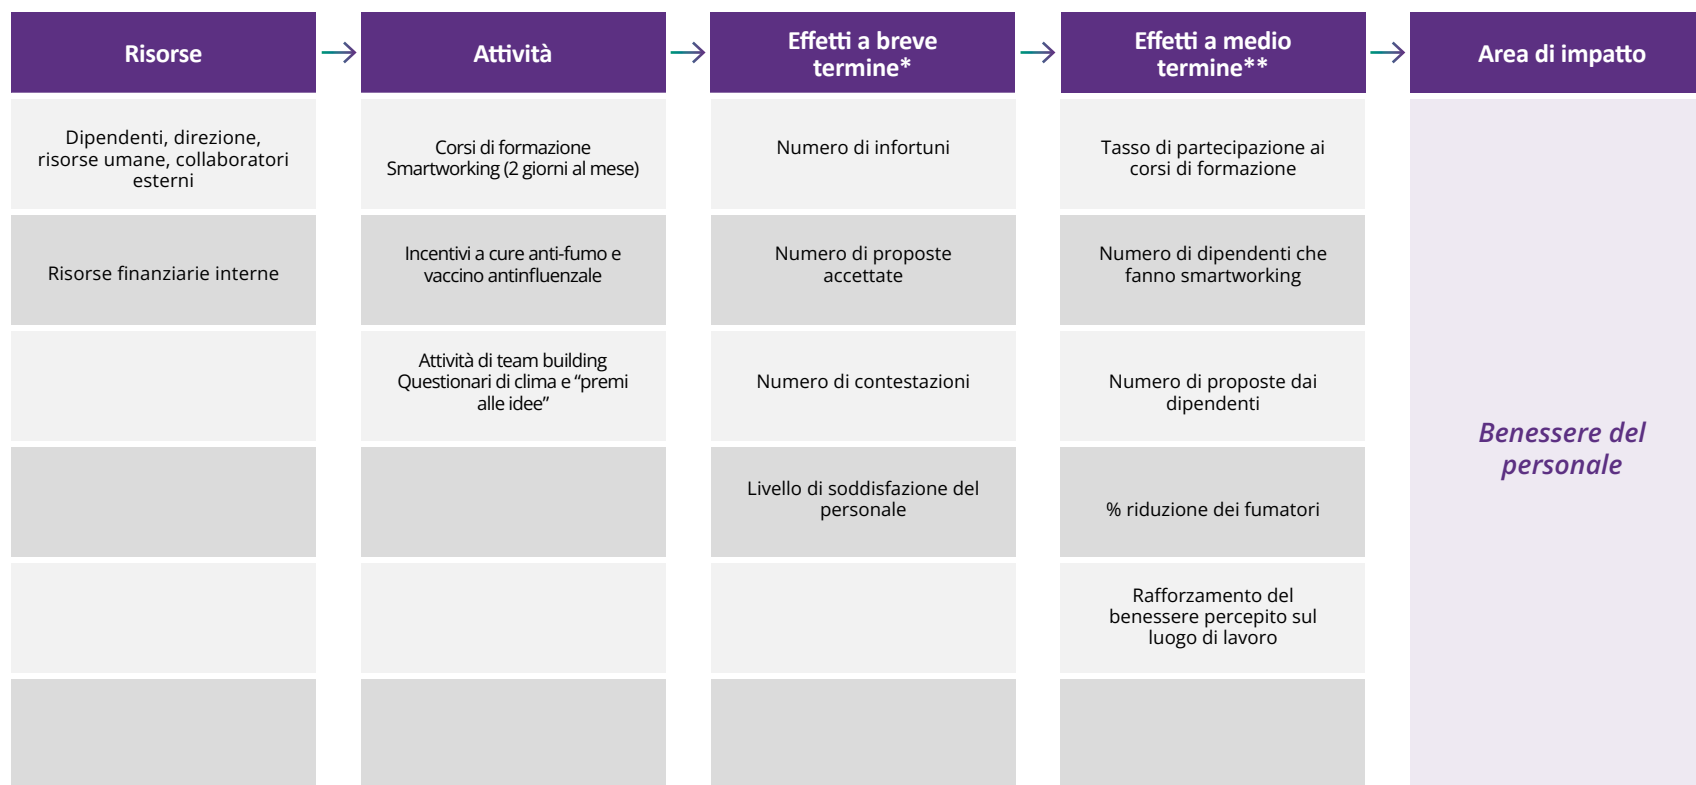 Risorse
Attività
Effetti a breve
termine*
Effetti a medio
termine**
Area di impatto
Dipendenti, direzione,
risorse umane, collaboratori
esterni
Corsi di formazione
Smartworking (2 giorni al mese)
Numero di infortuni
Tasso di partecipazione ai
corsi di formazione
Risorse finanziarie interne
Incentivi a cure anti-fumo e
vaccino antinfluenzale
Numero di proposte
accettate
Numero di dipendenti che
fanno smartworking
Attività di team building
Questionari di clima e “premi
alle idee”
Numero di contestazioni
Numero di proposte dai
dipendenti
Livello di soddisfazione del
personale
% riduzione dei fumatori
Rafforzamento del
benessere percepito sul
luogo di lavoro
Benessere del
personale